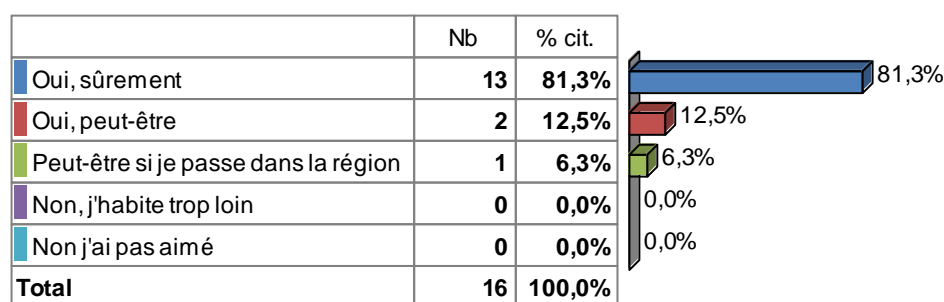 Nb % cit.
Oui, sûrement 13 81,3% 81,3%
Oui, peut-être 2 12,5% 12,5%
Peut-être si je passe dans la région 1 6,3% 6,3%
Non, j'habite trop loin 0 0,0% 0,0%
Non j'ai pas aimé 0 0,0% 0,0%
Total 16 100,0%